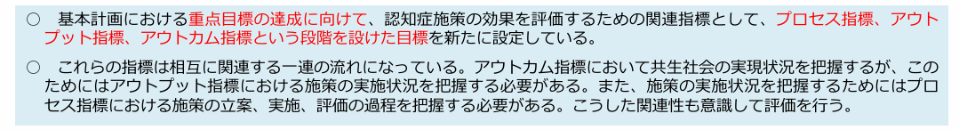 ○　基本計画における重点目標の達成に向けて、認知症施策の効果を評価するための関連指標として、プロセス指標、アウト
プット指標、アウトカム指標という段階を設けた目標を新たに設定している。
○　これらの指標は相互に関連する一連の流れになっている。アウトカム指標において共生社会の実現状況を把握するが、この
ためにはアウトプット指標における施策の実施状況を把握する必要がある。また、施策の実施状況を把握するためにはプロ
セス指標における施策の立案、実施、評価の過程を把握する必要がある。こうした関連性も意識して評価を行う。